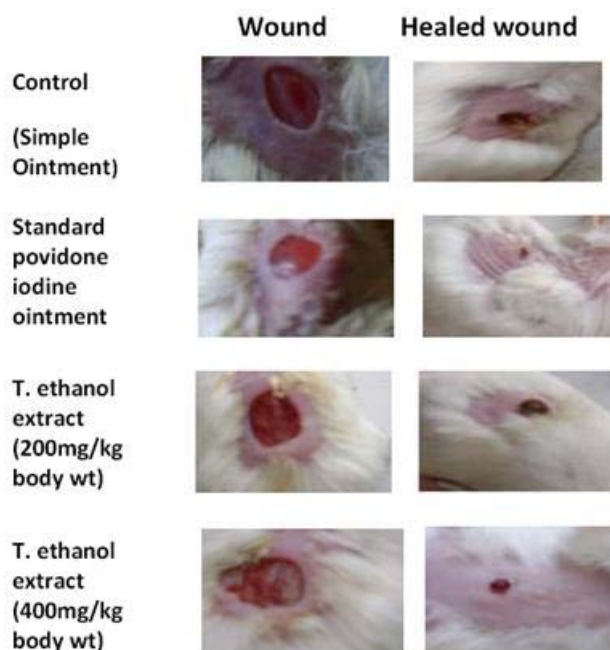 Wound Healed wound
Control
(Simple
Ointment)
Standard
povidone
iodine
ointment
T. ethanol
extract
(200mg/kg
body wt)
T. ethanol
extract
(400mg/kg
body wt)